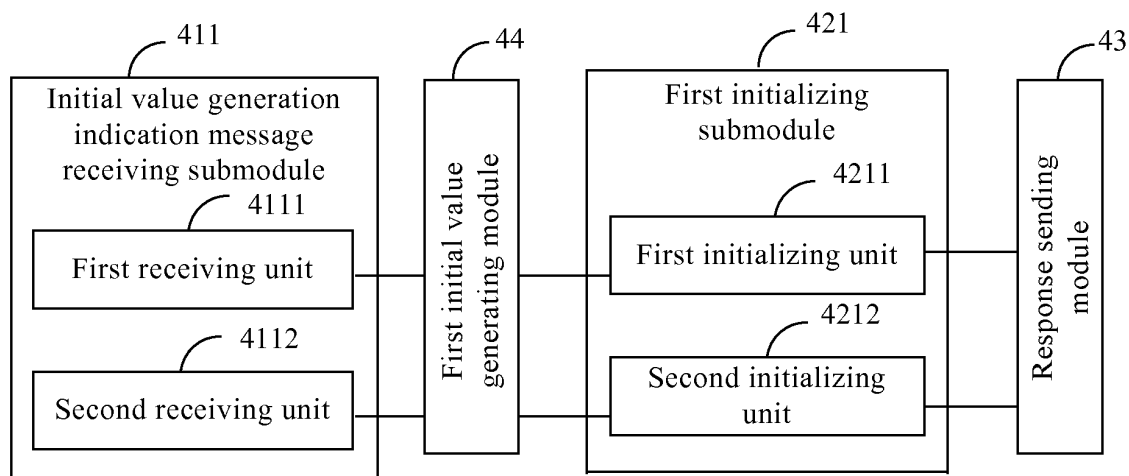 411
44
421
43
Initial value generation
indication message
receiving submodule
4111
First receiving unit
4112
Second receiving unit
First initial value
generating module
First initializing
submodule
4211
First initializing unit
4212
Second initializing
unit
Response sending
module